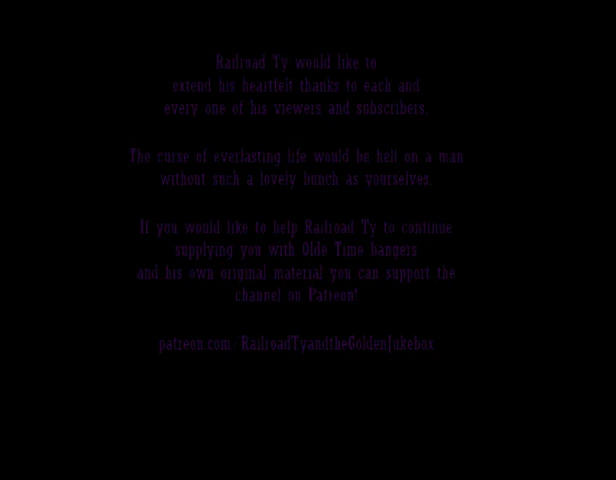 Railroad Ty would like to
extend his heartfelt thanks to each and
every one of his viewers and subscribers.
The curse of everlasting life would be hell on a man
without such a lovely bunch as yourselves.
If you would like to help Railroad Ty to continue
supplying you with Olde Time bangers
and his own original material you can support the
channel on Patreon!
patreon.com/RailroadTyandtheGoldenJukebox